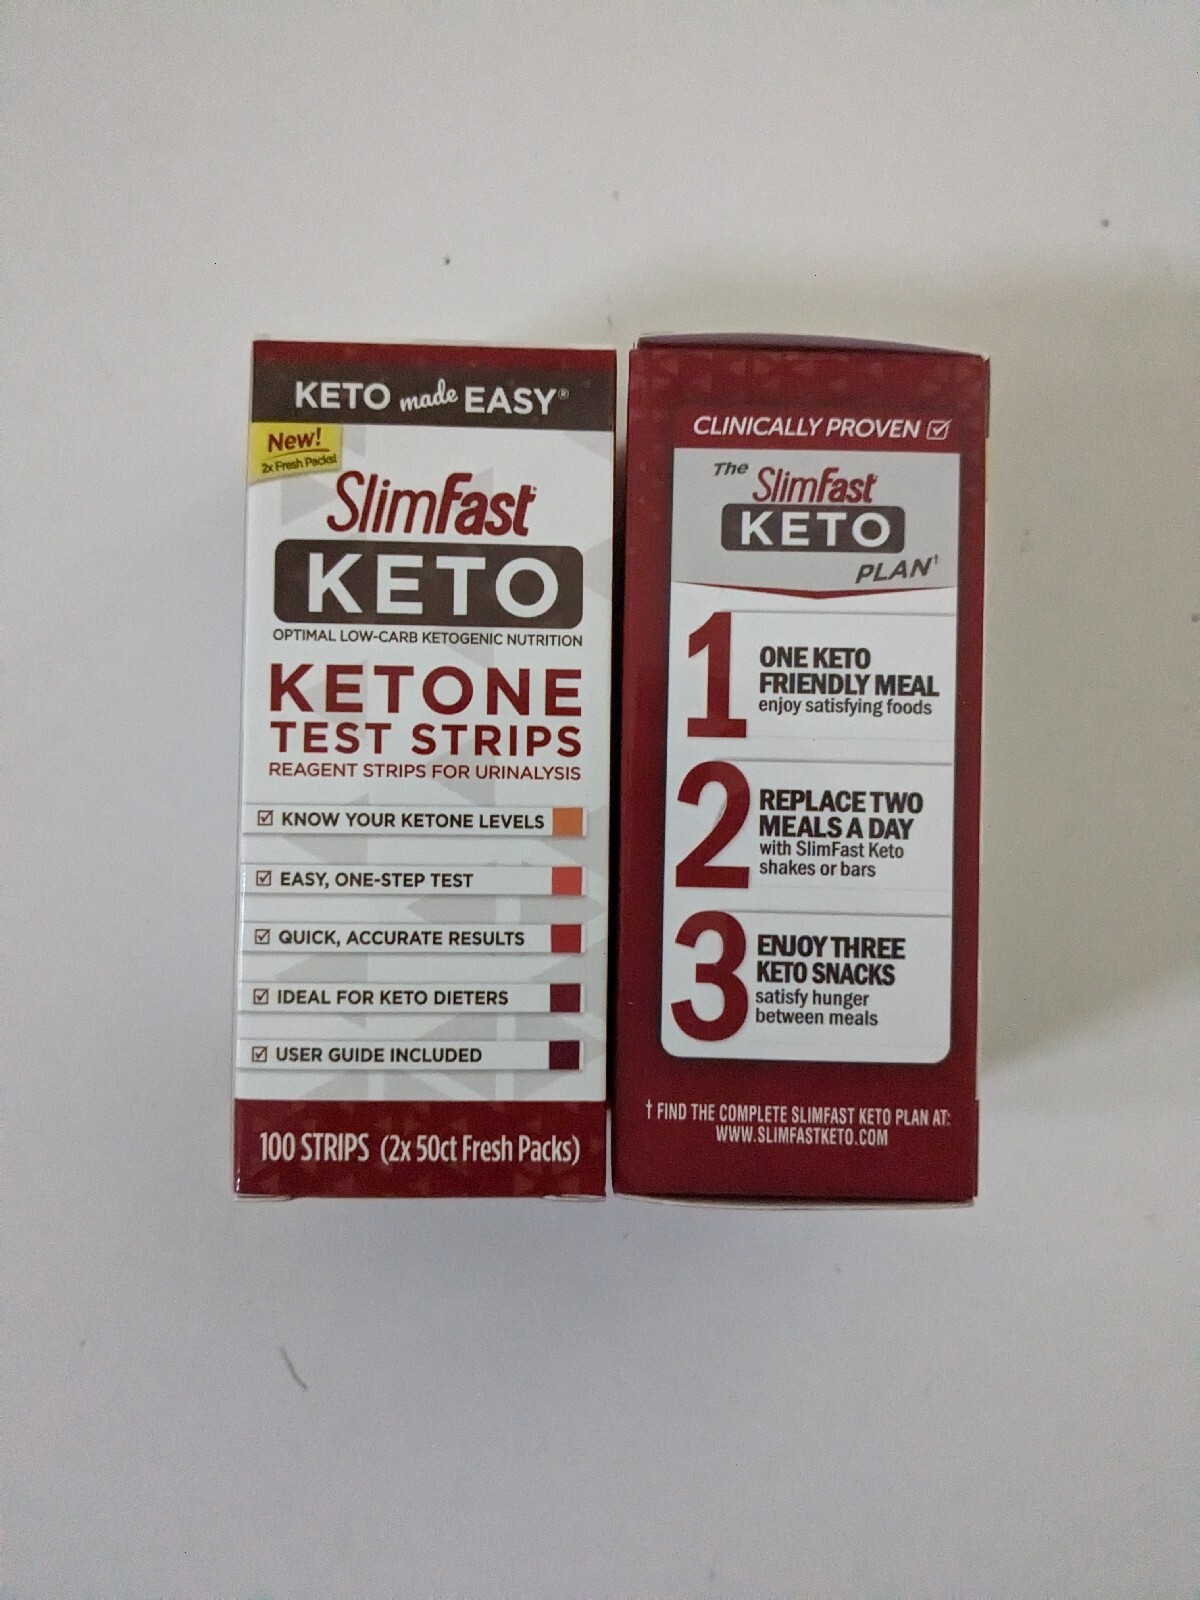 KETO made EASY®
New!
2x Fresh Packs!
SlimFast
KETO
OPTIMAL LOW-CARB KETOGENIC NUTRITION
KETONE
TEST STRIPS
REAGENT STRIPS FOR URINALYSIS
KNOW YOUR KETONE LEVELS
EASY, ONE-STEP TEST
QUICK, ACCURATE RESULTS
IDEAL FOR KETO DIETERS
USER GUIDE INCLUDED
100 STRIPS (2x 50ct Fresh Packs)
CLINICALLY PROVEN
The SlimFast
KETO
PLAN†
1 ONE KETO
FRIENDLY MEAL
enjoy satisfying foods
2 REPLACE TWO
MEALS A DAY
with SlimFast Keto
shakes or bars
3 ENJOY THREE
KETO SNACKS
satisfy hunger
between meals
† FIND THE COMPLETE SLIMFAST KETO PLAN AT:
WWW.SLIMFASTKETO.COM